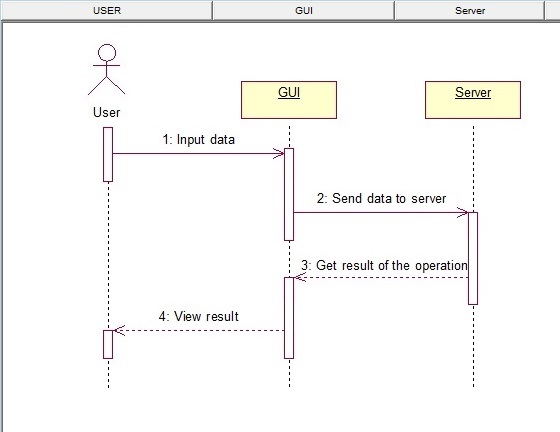 USER GUI Server
User
GUI
Server
1: Input data
2: Send data to server
3: Get result of the operation
4: View result